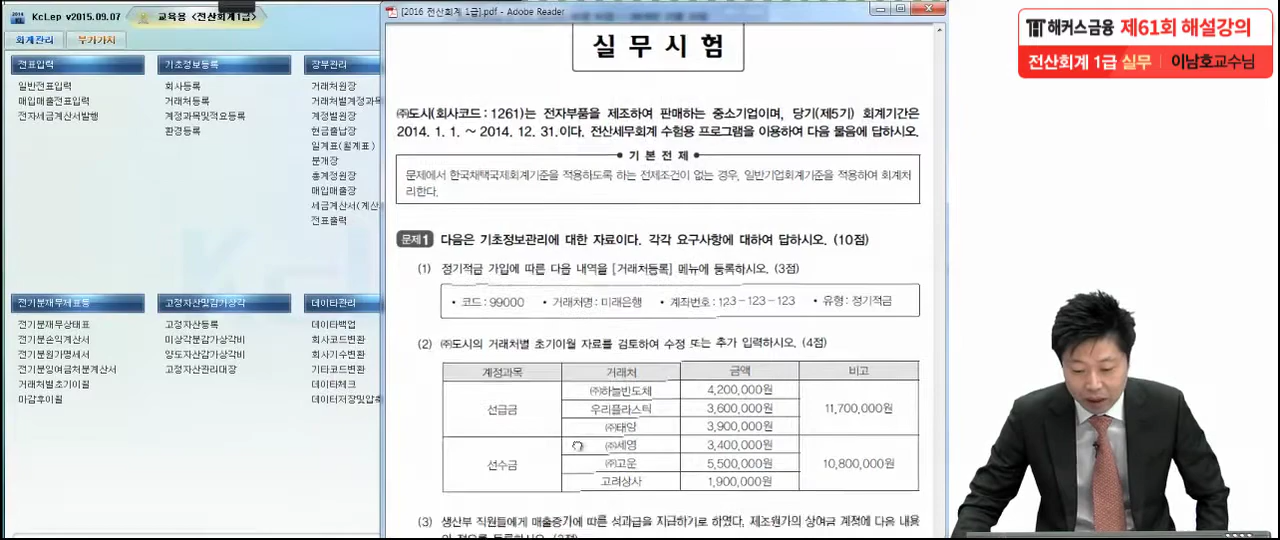 KcLep v2015.09.07
교육용 <전산회계1급>
회계관리
부가가치
전표입력
일반전표입력
매입매출전표입력
전자세금계산서발행
기초정보등록
회사등록
거래처등록
계정과목및적요등록
환경등록
장부관리
거래처원장
거래처별계정과목
계정별원장
현금출납장
일계표(월계표)
분개장
총계정원장
매입매출장
세금계산서(계산
전표출력
전기분재무제표등
전기분재무상태표
전기분손익계산서
전기분원가명세서
전기분잉여금처분계산서
거래처별초기이월
마감후이월
고정자산및감가상각
고정자산등록
미상각분감가상각비
양도자산감가상각비
고정자산관리대장
데이타관리
데이타백업
회사코드변환
회사기수변환
기타코드변환
데이타체크
데이타저장및압축
[2016 전산회계 1급].pdf - Adobe Reader
실 무 시 험
㈜도시(회사코드 : 1261)는 전자부품을 제조하여 판매하는 중소기업이며, 당기(제5기) 회계기간은
2014. 1. 1. ~ 2014. 12. 31.이다. 전산세무회계 수험용 프로그램을 이용하여 다음 물음에 답하시오.
● 기 본 전 제 ●
문제에서 한국채택국제회계기준을 적용하도록 하는 전제조건이 없는 경우, 일반기업회계기준을 적용하여 회계처
리한다.
문제1 다음은 기초정보관리에 대한 자료이다. 각각 요구사항에 대하여 답하시오. (10점)
(1) 정기적금 가입에 따른 다음 내역을 [거래처등록] 메뉴에 등록하시오. (3점)
• 코드 : 99000 • 거래처명 : 미래은행 • 계좌번호 : 123-123-123 • 유형 : 정기적금
(2) ㈜도시의 거래처별 초기이월 자료를 검토하여 수정 또는 추가 입력하시오. (4점)
계정과목 거래처 금액 비고
선급금 ㈜하늘반도체 4,200,000원 11,700,000원
우리플라스틱 3,600,000원
㈜태양 3,900,000원
선수금 ㈜세영 3,400,000원 10,800,000원
㈜고운 5,500,000원
고려상사 1,900,000원
(3) 생산부 직원들에게 매출증가에 따른 성과급을 지급하기로 하였다. 제조원가의 상여금 계정에 다음 내용
해커스금융 제61회 해설강의
전산회계 1급 실무 | 이남호교수님